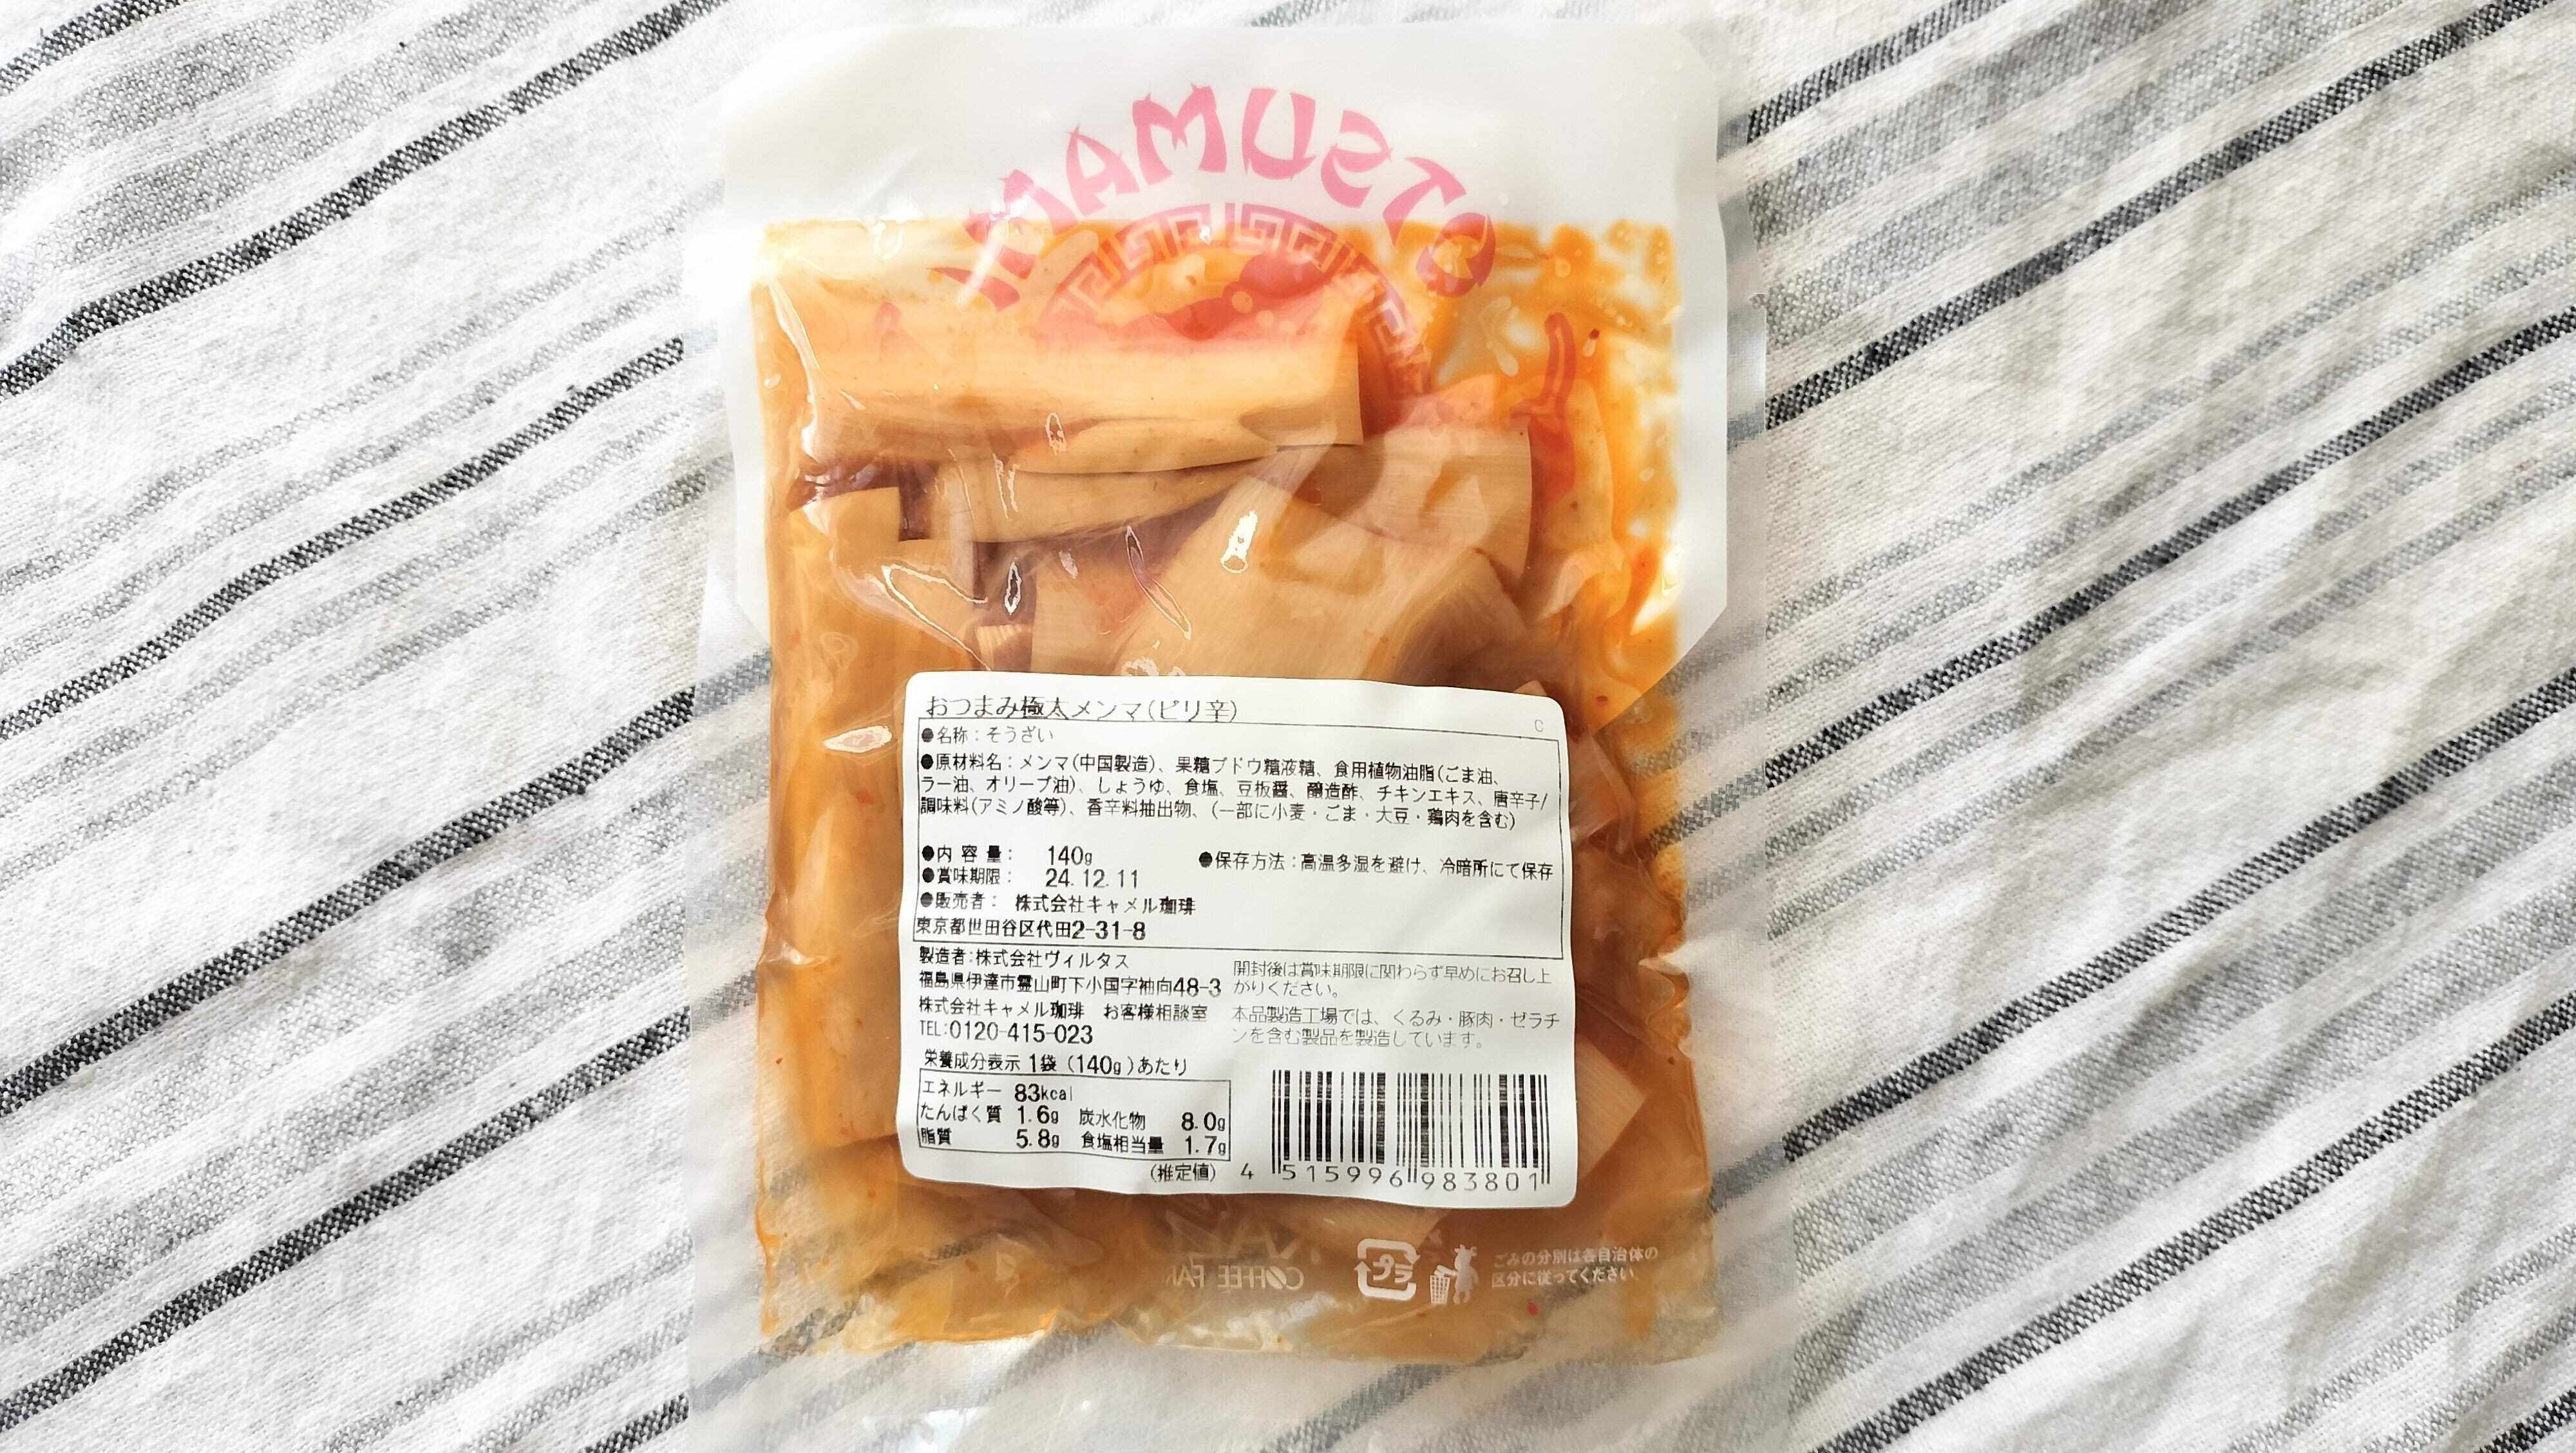 OTSUMAMI
おつまみ極太メンマ(ピリ辛)
C
●名称：そうざい
●原材料名：メンマ(中国製造)、果糖ブドウ糖液糖、食用植物油脂(ごま油、
ラー油、オリーブ油)、しょうゆ、食塩、豆板醤、醸造酢、チキンエキス、唐辛子/
調味料(アミノ酸等)、香辛料抽出物、(一部に小麦・ごま・大豆・鶏肉を含む)
●内容量： 140g
●保存方法：高温多湿を避け、冷暗所にて保存
●賞味期限： 24.12.11
●販売者： 株式会社キャメル珈琲
東京都世田谷区代田2-31-8
製造者：株式会社ヴィルタス
福島県伊達市霊山町下小国字袖向48-3
株式会社キャメル珈琲 お客様相談室
TEL:0120-415-023
開封後は賞味期限に関わらず早めにお召し上
がりください。
本品製造工場では、くるみ・豚肉・ゼラチ
ンを含む製品を製造しています。
栄養成分表示 1袋 (140g)あたり
エネルギー 83kcal
たんぱく質 1.6g 炭水化物 8.0g
脂質 5.8g 食塩相当量 1.7g
(推定値)
4 515996 983801
COFFEE FAR
プラ
ごみの分別は各自治体の
区分に従ってください。